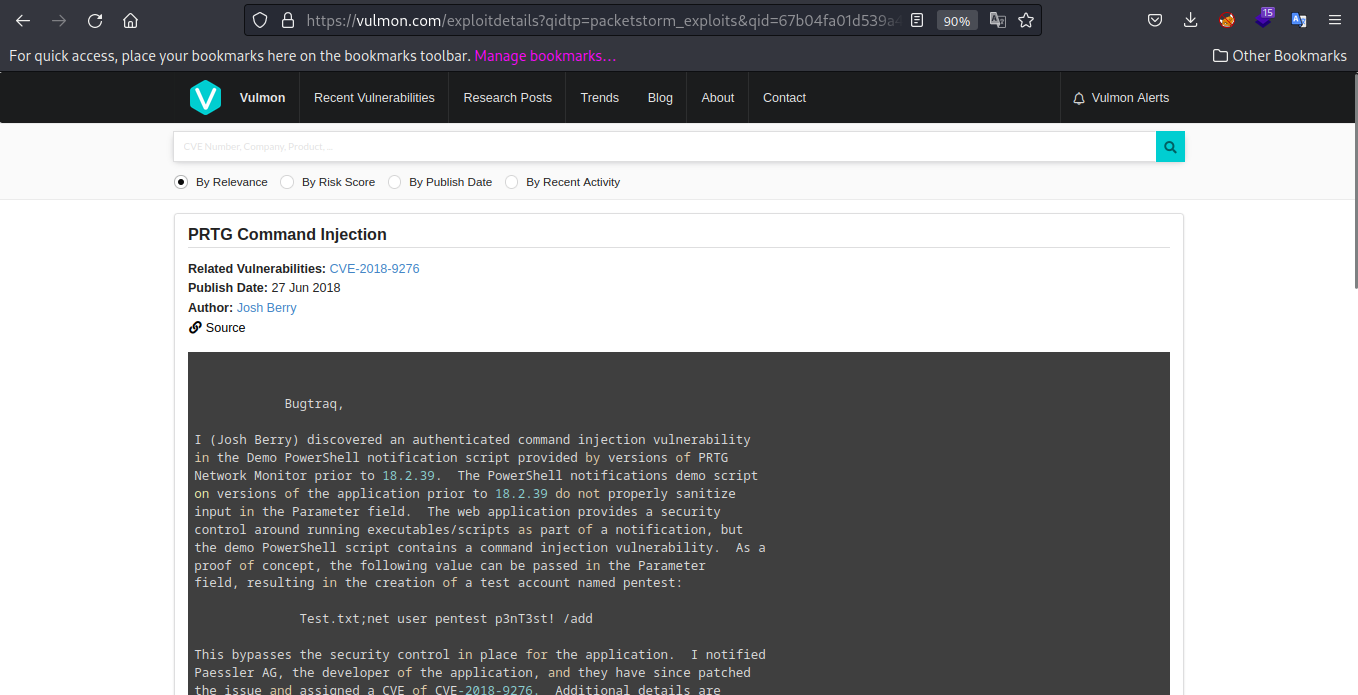 https://vulmon.com/exploitdetails?qidtp=packetstorm_exploits&qid=67b04fa01d539a4
90%
15
For quick access, place your bookmarks here on the bookmarks toolbar. Manage bookmarks…
Other Bookmarks
Vulmon
Recent Vulnerabilities
Research Posts
Trends
Blog
About
Contact
Vulmon Alerts
CVE Number, Company, Product, ...
By Relevance
By Risk Score
By Publish Date
By Recent Activity
PRTG Command Injection
Related Vulnerabilities: CVE-2018-9276
Publish Date: 27 Jun 2018
Author: Josh Berry
Source
Bugtraq,
I (Josh Berry) discovered an authenticated command injection vulnerability
in the Demo PowerShell notification script provided by versions of PRTG
Network Monitor prior to 18.2.39.  The PowerShell notifications demo script
on versions of the application prior to 18.2.39 do not properly sanitize
input in the Parameter field.  The web application provides a security
control around running executables/scripts as part of a notification, but
the demo PowerShell script contains a command injection vulnerability.  As a
proof of concept, the following value can be passed in the Parameter
field, resulting in the creation of a test account named pentest:
Test.txt;net user pentest p3nT3st! /add
This bypasses the security control in place for the application.  I notified
Paessler AG, the developer of the application, and they have since patched
the issue and assigned a CVE of CVE-2018-9276.  Additional details are